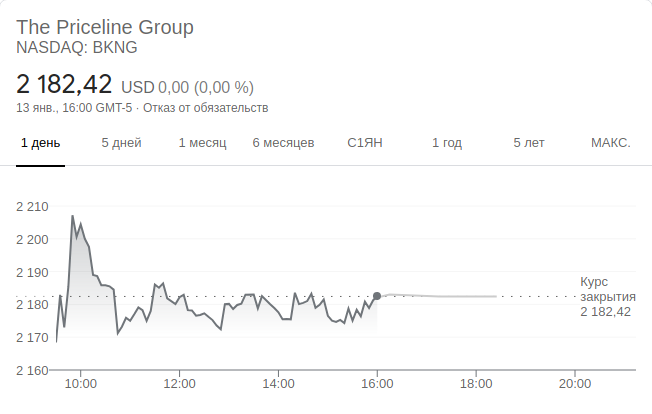 The Priceline Group
NASDAQ: BKNG
2 182,42 USD 0,00 (0,00 %)
13 янв., 16:00 GMT-5 · Отказ от обязательств
1 день 5 дней 1 месяц 6 месяцев С1ЯН 1 год 5 лет МАКС.
2 210
2 200
2 190
Курс
закрытия
2 182,42
2 180
2 170
2 160
10:00 12:00 14:00 16:00 18:00 20:00